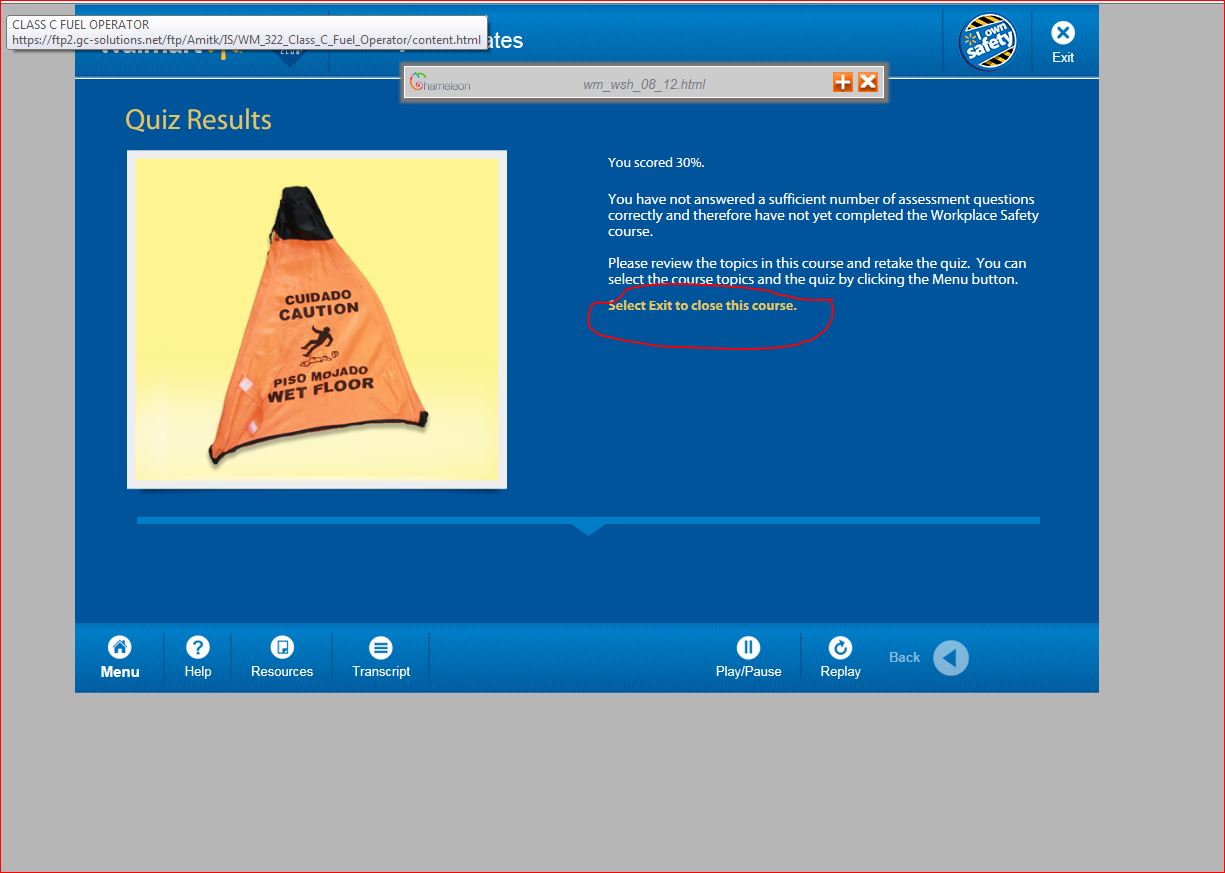 CLASS C FUEL OPERATOR
https://ftp2.gc-solutions.net/ftp/Amitk/IS/WM_322_Class_C_Fuel_Operator/content.html
I own
safety
Exit
Chameleon
wm_wsh_08_12.html
Quiz Results
CUIDADO
CAUTION
PISO MOJADO
WET FLOOR
You scored 30%.
You have not answered a sufficient number of assessment questions
correctly and therefore have not yet completed the Workplace Safety
course.
Please review the topics in this course and retake the quiz. You can
select the course topics and the quiz by clicking the Menu button.
Select Exit to close this course.
Menu
Help
Resources
Transcript
Play/Pause
Replay
Back